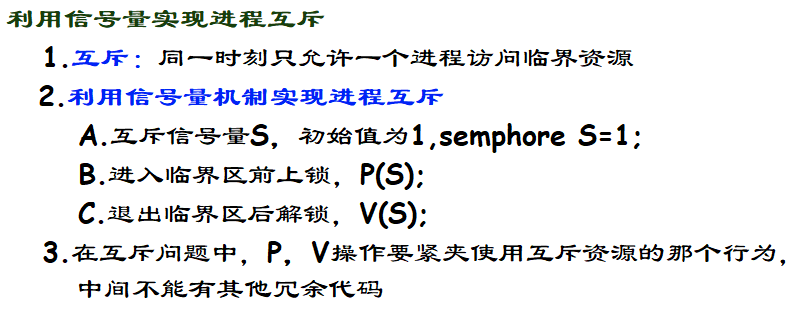 利用信号量实现进程互斥
1.互斥：同一时刻只允许一个进程访问临界资源
2.利用信号量机制实现进程互斥
A.互斥信号量S，初始值为1,semphore S=1;
B.进入临界区前上锁，P(S);
C.退出临界区后解锁，V(S);
3.在互斥问题中，P，V操作要紧夹使用互斥资源的那个行为，
中间不能有其他冗余代码